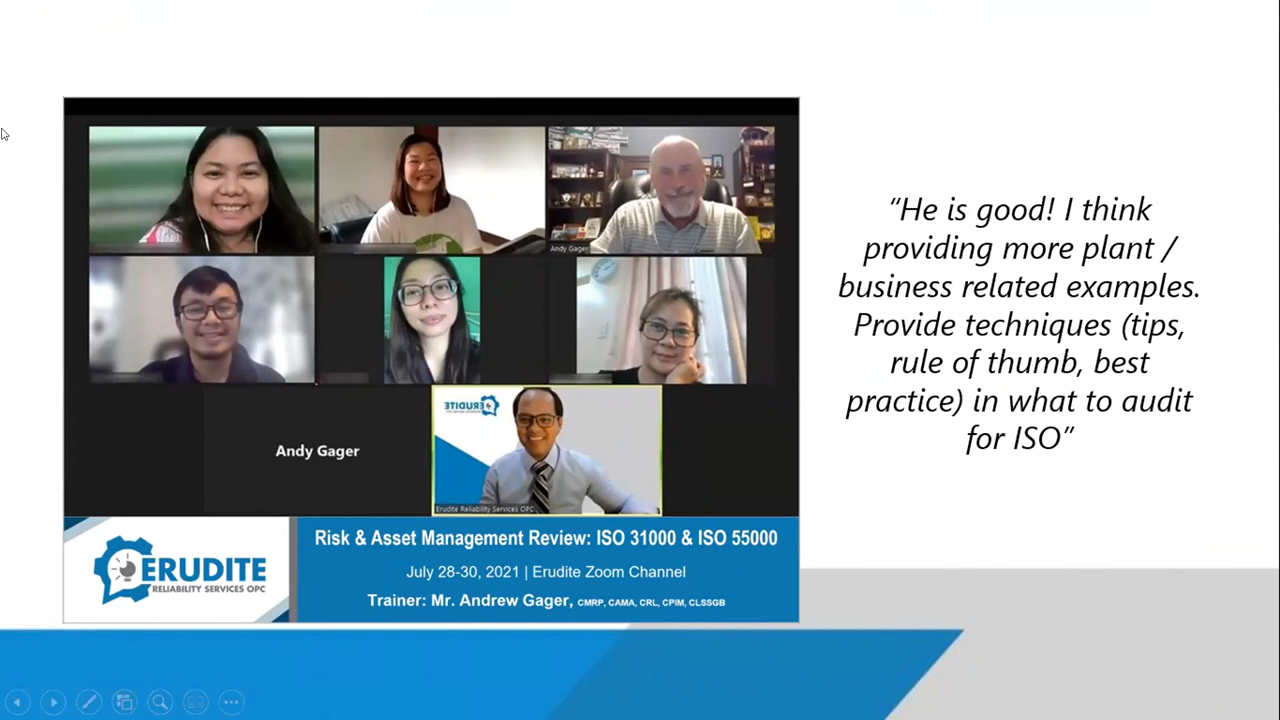 Andy Gager
Andy Gager
ERUDITE
Erudite Reliability Services OPC
ERUDITE
RELIABILITY SERVICES OPC
Risk & Asset Management Review: ISO 31000 & ISO 55000
July 28-30, 2021 | Erudite Zoom Channel
Trainer: Mr. Andrew Gager, CMRP, CAMA, CRL, CPIM, CLSSGB
“He is good! I think
providing more plant /
business related examples.
Provide techniques (tips,
rule of thumb, best
practice) in what to audit
for ISO”